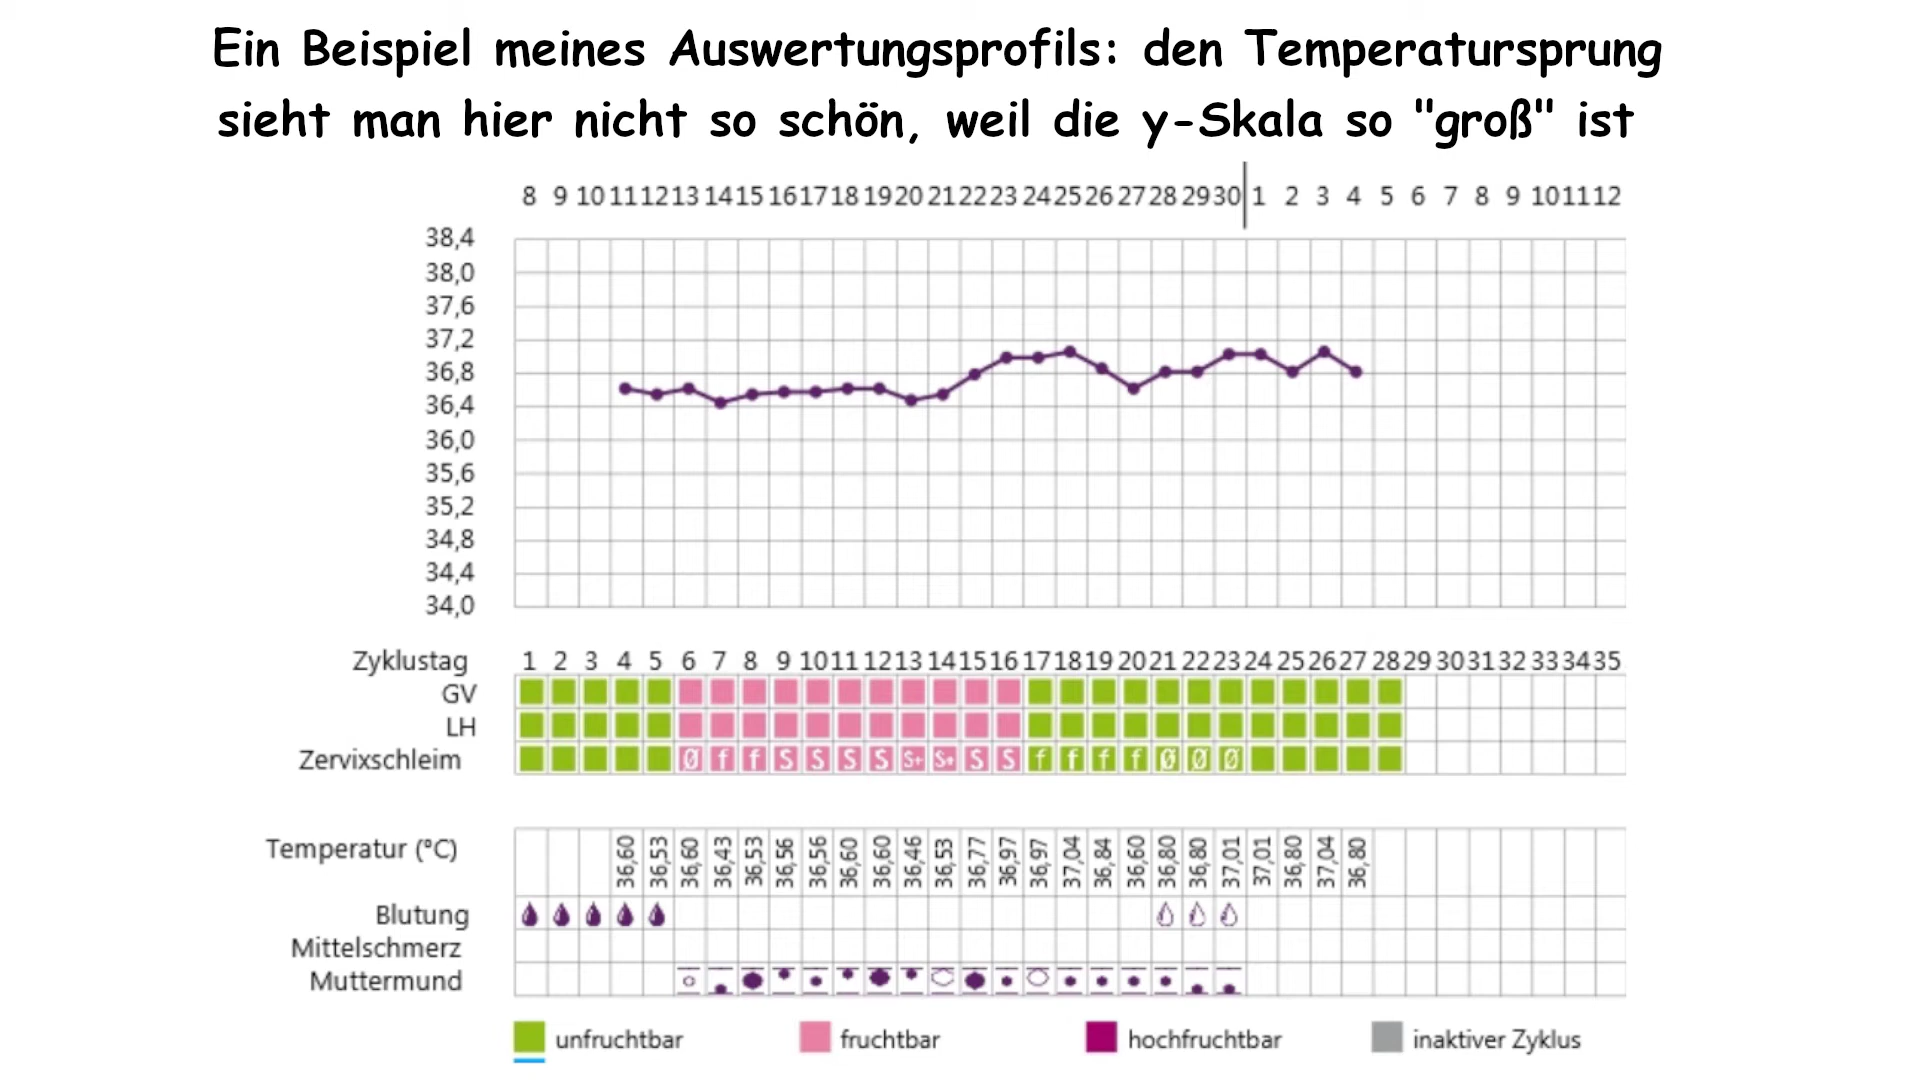 Ein Beispiel meines Auswertungsprofils: den Temperatursprung
sieht man hier nicht so schön, weil die y-Skala so "groß" ist
8 9 10 11 12 13 14 15 16 17 18 19 20 21 22 23 24 25 26 27 28 29 30 1 2 3 4 5 6 7 8 9 10 11 12
38,4
38,0
37,6
37,2
36,8
36,4
36,0
35,6
35,2
34,8
34,4
34,0
Zyklustag 1 2 3 4 5 6 7 8 9 10 11 12 13 14 15 16 17 18 19 20 21 22 23 24 25 26 27 28 29 30 31 32 33 34 35
GV
LH
Zervixschleim Ø f f S S S S S+ S+ S S f f f f Ø Ø Ø
Temperatur (°C) 36,60 36,53 36,60 36,43 36,53 36,56 36,56 36,60 36,60 36,46 36,53 36,77 36,97 36,97 37,04 36,84 36,60 36,80 36,80 37,01 37,01 36,80 37,04 36,80
Blutung
Mittelschmerz
Muttermund
unfruchtbar fruchtbar hochfruchtbar inaktiver Zyklus